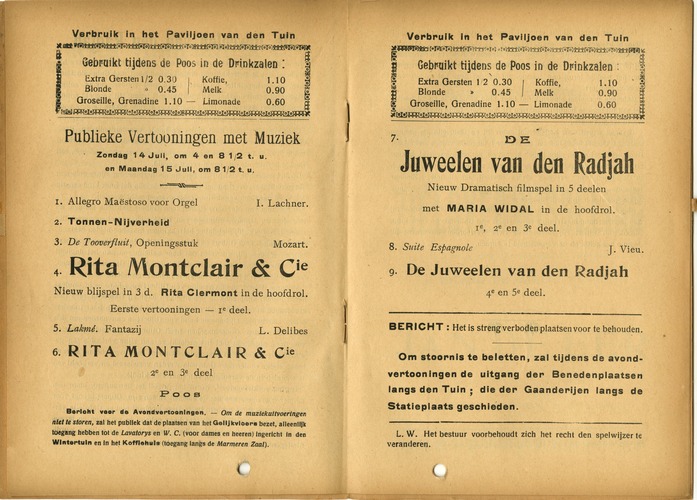 Verbruik in het Paviljoen van den Tuin
Gebruikt tijdens de Poos in de Drinkzalen :
Extra Gersten 1/2 0.30 Koffie, 1.10
Blonde » 0.45 Melk 0.90
Groseille, Grenadine 1.10 — Limonade 0.60
Publieke Vertooningen met Muziek
Zondag 14 Juli, om 4 en 8 1/2 t. u.
en Maandag 15 Juli, om 8 1/2 t. u.
1. Allegro Maëstoso voor Orgel I. Lachner.
2. Tonnen-Nijverheid
3. De Tooverfluit, Openingsstuk Mozart.
4. Rita Montclair & Cie
Nieuw blijspel in 3 d. Rita Clermont in de hoofdrol.
Eerste vertooningen — 1e deel.
5. Lakmé. Fantazij L. Delibes
6. RITA MONTCLAIR & Cie
2e en 3e deel
POOS
Bericht voor de Avondvertooningen. — Om de muziekuitvoeringen
niet te storen, zal het publiek dat de plaatsen van het Gelijkvloers bezet, alleenlijk
toegang hebben tot de Lavatorys en W. C. (voor dames en heeren) ingericht in den
Wintertuin en in het Koffiehuis (toegang langs de Marmeren Zaal).
Verbruik in het Paviljoen van den Tuin
Gebruikt tijdens de Poos in de Drinkzalen :
Extra Gersten 1 2 0.30 Koffie, 1.10
Blonde » 0.45 Melk 0.90
Groseille, Grenadine 1.10 — Limonade 0.60
7. DE
Juweelen van den Radjah
Nieuw Dramatisch filmspel in 5 deelen
met MARIA WIDAL in de hoofdrol.
1e, 2e en 3e deel.
8. Suite Espagnole J. Vieu.
9. De Juweelen van den Radjah
4e en 5e deel.
BERICHT : Het is streng verboden plaatsen voor te behouden.
Om stoornis te beletten, zal tijdens de avond-
vertooningen de uitgang der Benedenplaatsen
langs den Tuin ; die der Gaanderijen langs de
Statieplaats geschieden.
L. W. Het bestuur voorbehoudt zich het recht den spelwijzer te
veranderen.